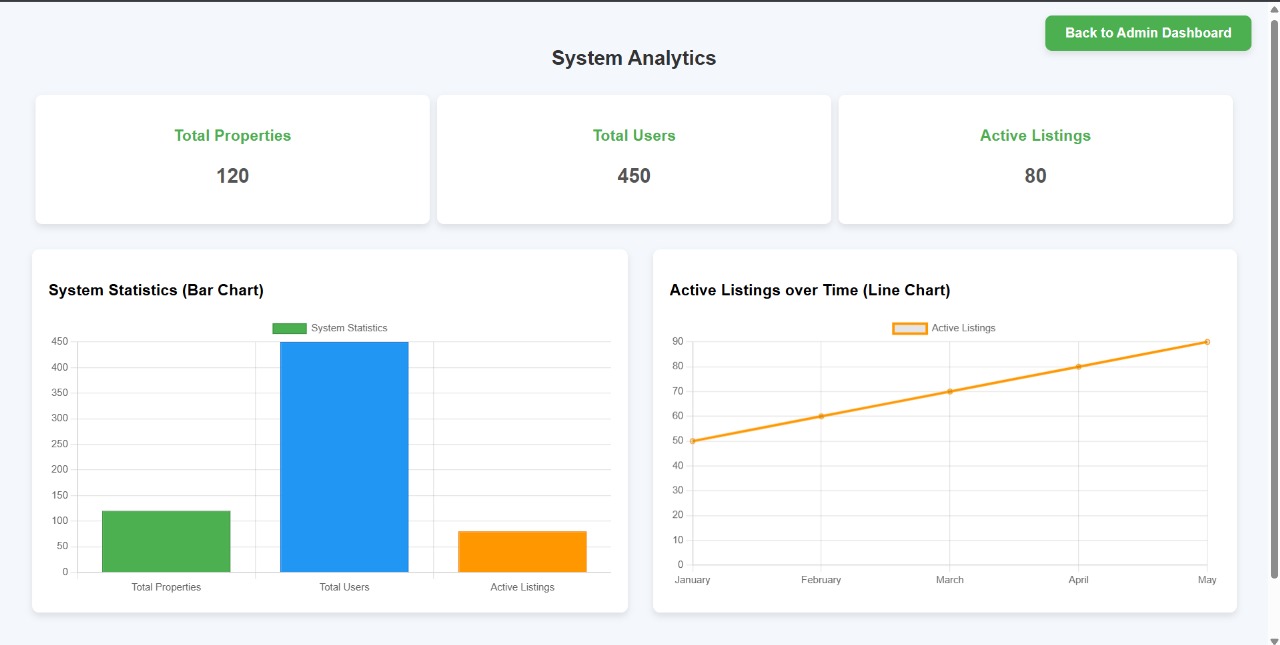 Back to Admin Dashboard
System Analytics
Total Properties
120
Total Users
450
Active Listings
80
System Statistics (Bar Chart)
System Statistics
450
400
350
300
250
200
150
100
50
0
Total Properties
Total Users
Active Listings
Active Listings over Time (Line Chart)
Active Listings
90
80
70
60
50
40
30
20
10
0
January
February
March
April
May